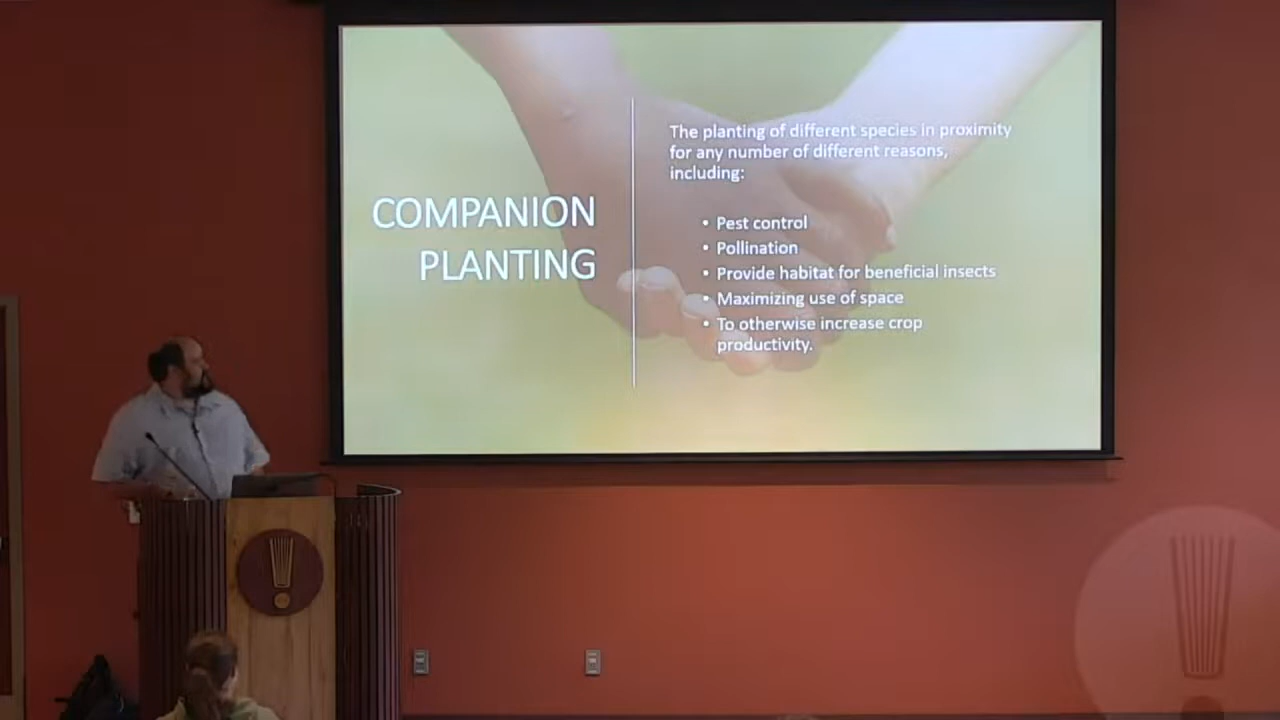 COMPANION
PLANTING
The planting of different species in proximity
for any number of different reasons,
including:
• Pest control
• Pollination
• Provide habitat for beneficial insects
• Maximizing use of space
• To otherwise increase crop
productivity.